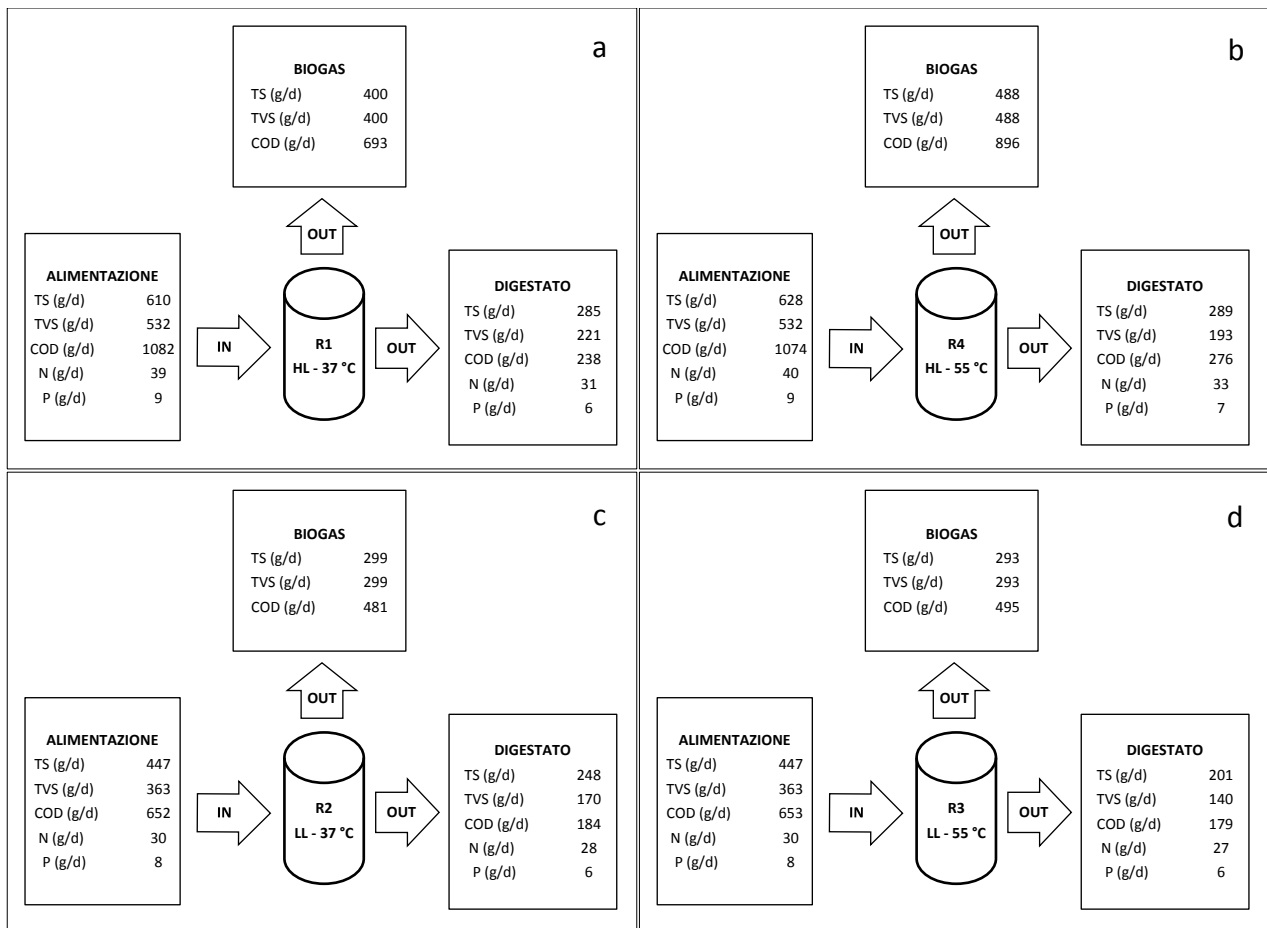 a
BIOGAS
TS (g/d) 400
TVS (g/d) 400
COD (g/d) 693
OUT
ALIMENTAZIONE
TS (g/d) 610
TVS (g/d) 532
COD (g/d) 1082
N (g/d) 39
P (g/d) 9
IN
R1
HL - 37 °C
OUT
DIGESTATO
TS (g/d) 285
TVS (g/d) 221
COD (g/d) 238
N (g/d) 31
P (g/d) 6
b
BIOGAS
TS (g/d) 488
TVS (g/d) 488
COD (g/d) 896
OUT
ALIMENTAZIONE
TS (g/d) 628
TVS (g/d) 532
COD (g/d) 1074
N (g/d) 40
P (g/d) 9
IN
R4
HL - 55 °C
OUT
DIGESTATO
TS (g/d) 289
TVS (g/d) 193
COD (g/d) 276
N (g/d) 33
P (g/d) 7
c
BIOGAS
TS (g/d) 299
TVS (g/d) 299
COD (g/d) 481
OUT
ALIMENTAZIONE
TS (g/d) 447
TVS (g/d) 363
COD (g/d) 652
N (g/d) 30
P (g/d) 8
IN
R2
LL - 37 °C
OUT
DIGESTATO
TS (g/d) 248
TVS (g/d) 170
COD (g/d) 184
N (g/d) 28
P (g/d) 6
d
BIOGAS
TS (g/d) 293
TVS (g/d) 293
COD (g/d) 495
OUT
ALIMENTAZIONE
TS (g/d) 447
TVS (g/d) 363
COD (g/d) 653
N (g/d) 30
P (g/d) 8
IN
R3
LL - 55 °C
OUT
DIGESTATO
TS (g/d) 201
TVS (g/d) 140
COD (g/d) 179
N (g/d) 27
P (g/d) 6